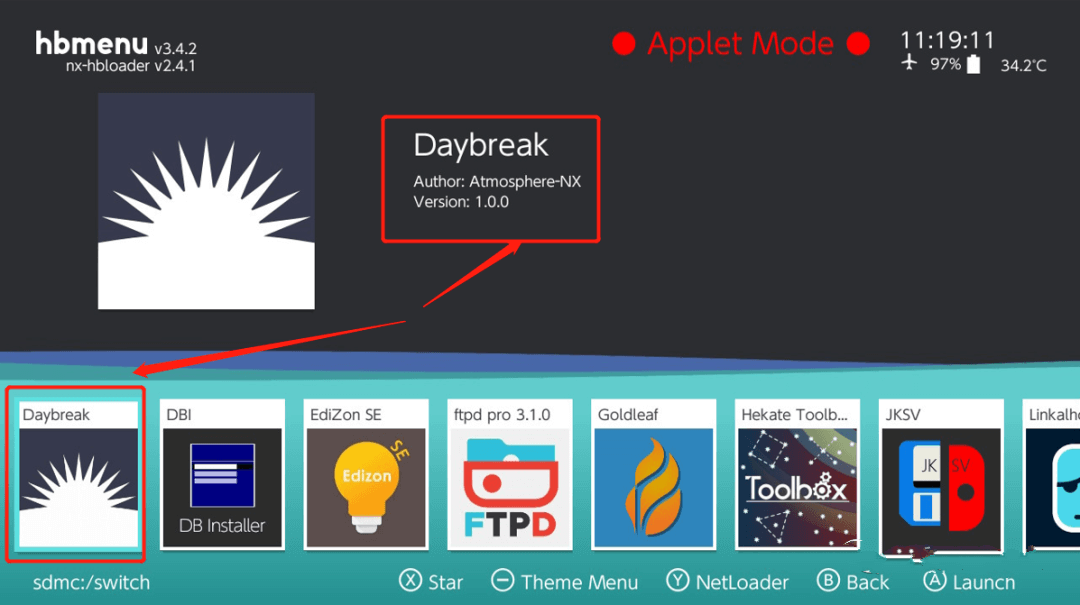 hbmenu v3.4.2
nx-hbloader v2.4.1
Applet Mode
11:19:11
97%
34.2°C
Daybreak
Author: Atmosphere-NX
Version: 1.0.0
Daybreak
DBI
EdiZon SE
ftpd pro 3.1.0
Goldleaf
Hekate Toolb...
JKSV
Linkalho
DB Installer
Edizon
SE
FTPD
Toolbox
JK
SV
sdmc:/switch
X Star
Theme Menu
Y NetLoader
B Back
A Launch